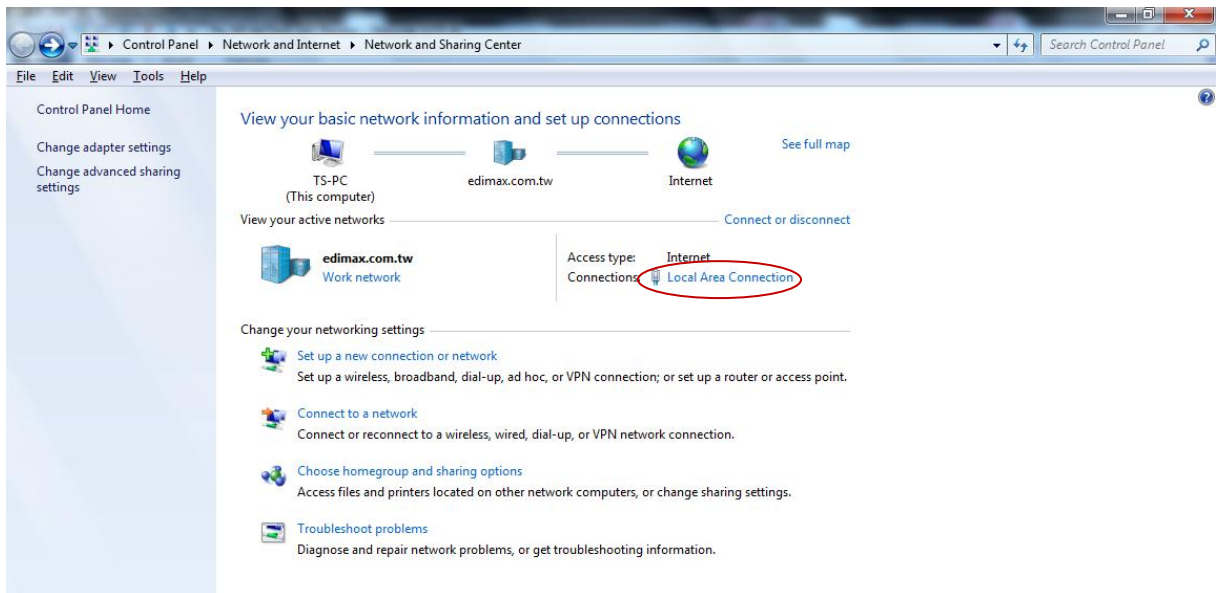 Control Panel Network and Internet Network and Sharing Center Search Control Panel
File Edit View Tools Help
Control Panel Home
Change adapter settings
Change advanced sharing
settings
View your basic network information and set up connections
See full map
TS-PC edimax.com.tw Internet
(This computer)
View your active networks Connect or disconnect
edimax.com.tw
Work network
Access type: Internet
Connections: Local Area Connection
Change your networking settings
Set up a new connection or network
Set up a wireless, broadband, dial-up, ad hoc, or VPN connection; or set up a router or access point.
Connect to a network
Connect or reconnect to a wireless, wired, dial-up, or VPN network connection.
Choose homegroup and sharing options
Access files and printers located on other network computers, or change sharing settings.
Troubleshoot problems
Diagnose and repair network problems, or get troubleshooting information.